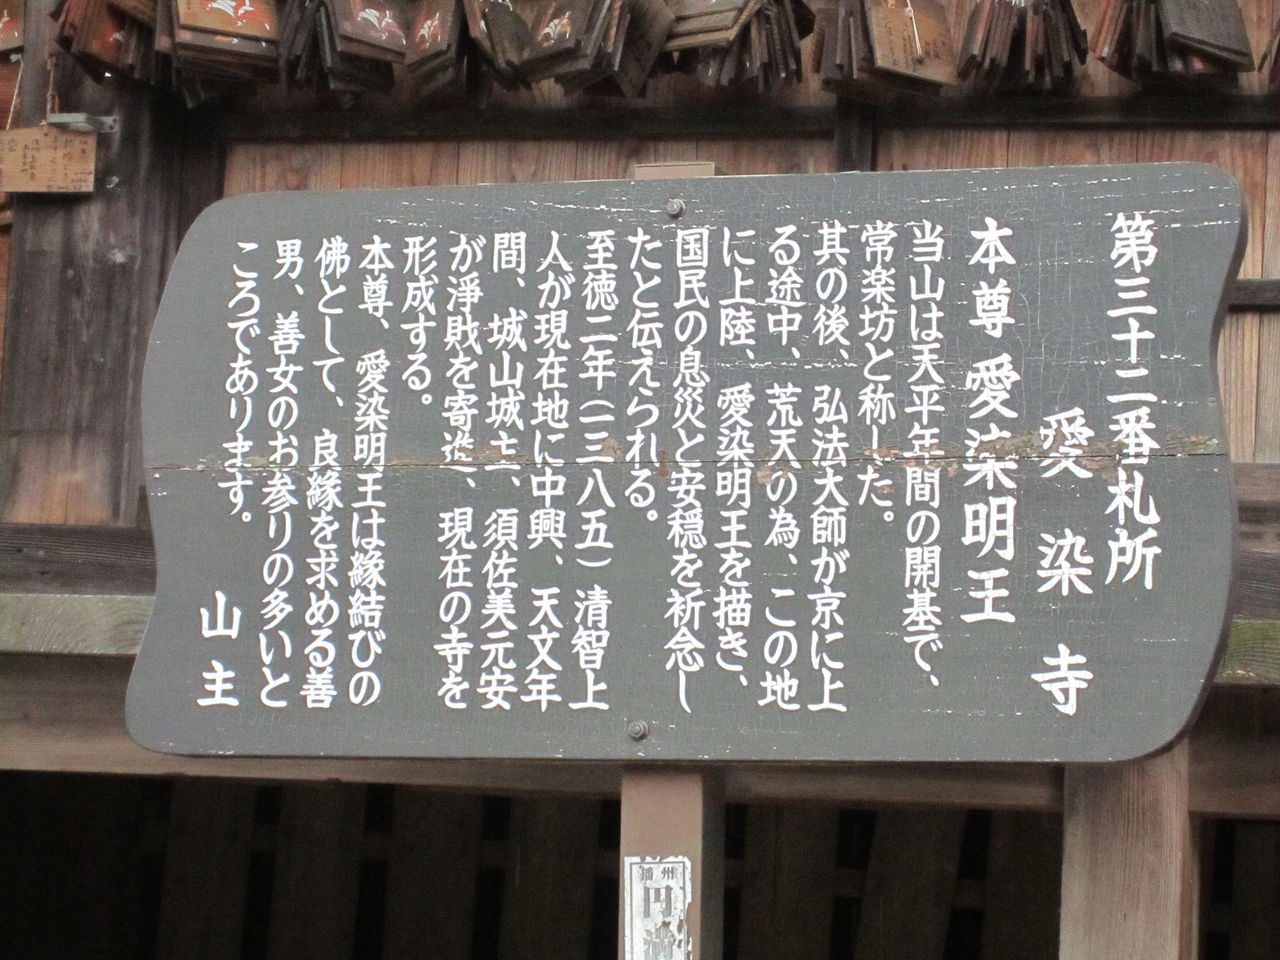 第三十二番札所
愛染寺
本尊 愛染明王
当山は天平年間の開基で、
常楽坊と称した。
其の後、弘法大師が京に上
る途中、荒天の為、この地
に上陸、愛染明王を描き、
国民の息災と安穏を祈念し
たと伝えられる。
至徳二年(一三八五)清智上
人が現在地に中興、天文年
間、城山城主、須佐美元安
が淨財を寄進、現在の寺を
形成する。
本尊、愛染明王は縁結びの
佛として、良縁を求める善
男、善女のお参りの多いと
ころであります。
山主
播州
円